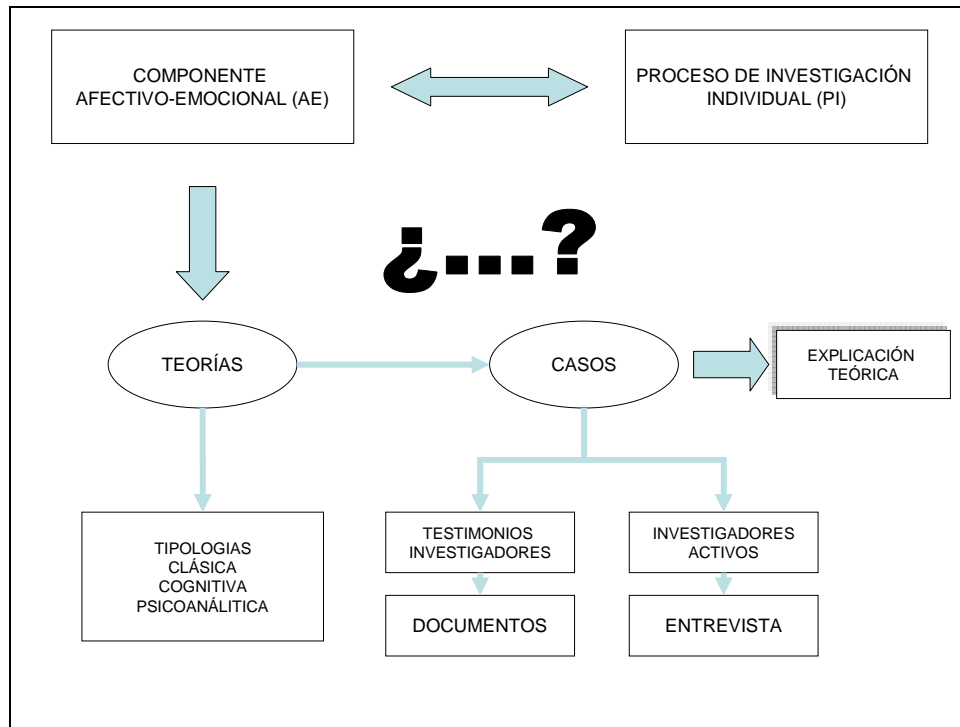 COMPONENTE
AFECTIVO-EMOCIONAL (AE)
PROCESO DE INVESTIGACIÓN
INDIVIDUAL (PI)
¿...?
TEORÍAS
CASOS
EXPLICACIÓN
TEÓRICA
TIPOLOGIAS
CLÁSICA
COGNITIVA
PSICOANÁLITICA
TESTIMONIOS
INVESTIGADORES
INVESTIGADORES
ACTIVOS
DOCUMENTOS
ENTREVISTA